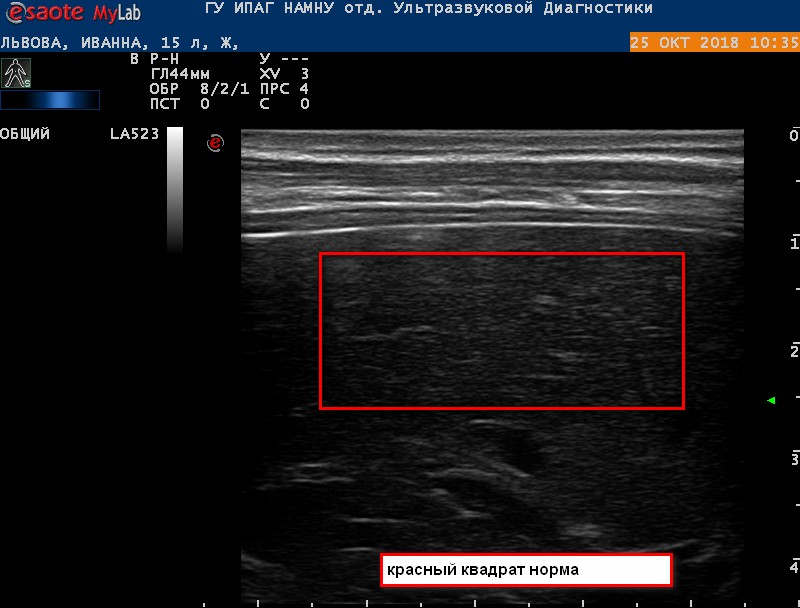 esaote MyLab
ГУ ИПАГ НАМНУ отд. Ультразвуковой Диагностики
ЛЬВОВА, ИВАННА, 15 л, Ж,
25 ОКТ 2018 10:35
В Р-Н У ---
ГЛ44мм XV 3
ОБР 8/2/1 ПРС 4
ПСТ 0 С 0
S
ОБЩИЙ LA523
e
0
1
2
3
4
красный квадрат норма